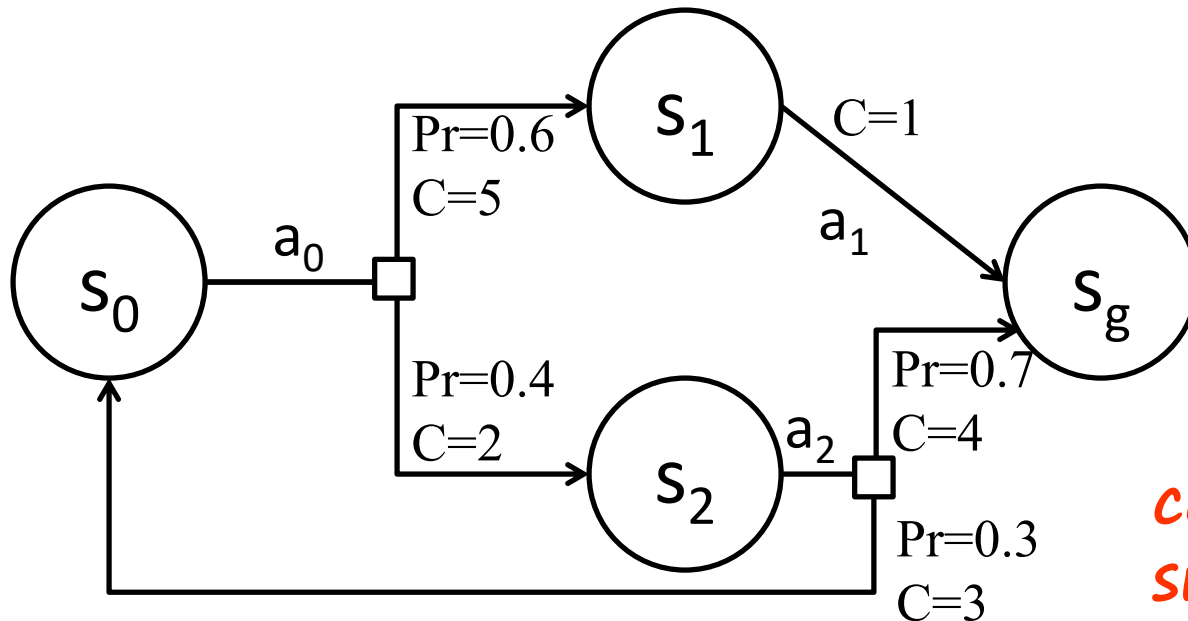 s0
a0
Pr=0.6
C=5
s1
C=1
a1
sg
Pr=0.4
C=2
s2
a2
Pr=0.7
C=4
Pr=0.3
C=3